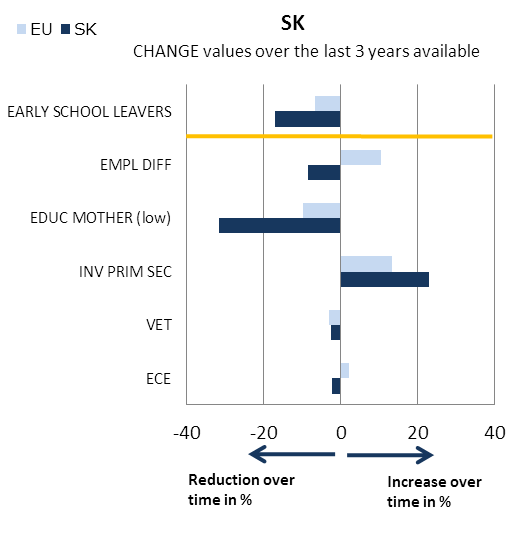 EU SK
SK
CHANGE values over the last 3 years available
EARLY SCHOOL LEAVERS
EMPL DIFF
EDUC MOTHER (low)
INV PRIM SEC
VET
ECE
-40 -20 0 20 40
Reduction over
time in %
Increase over
time in %